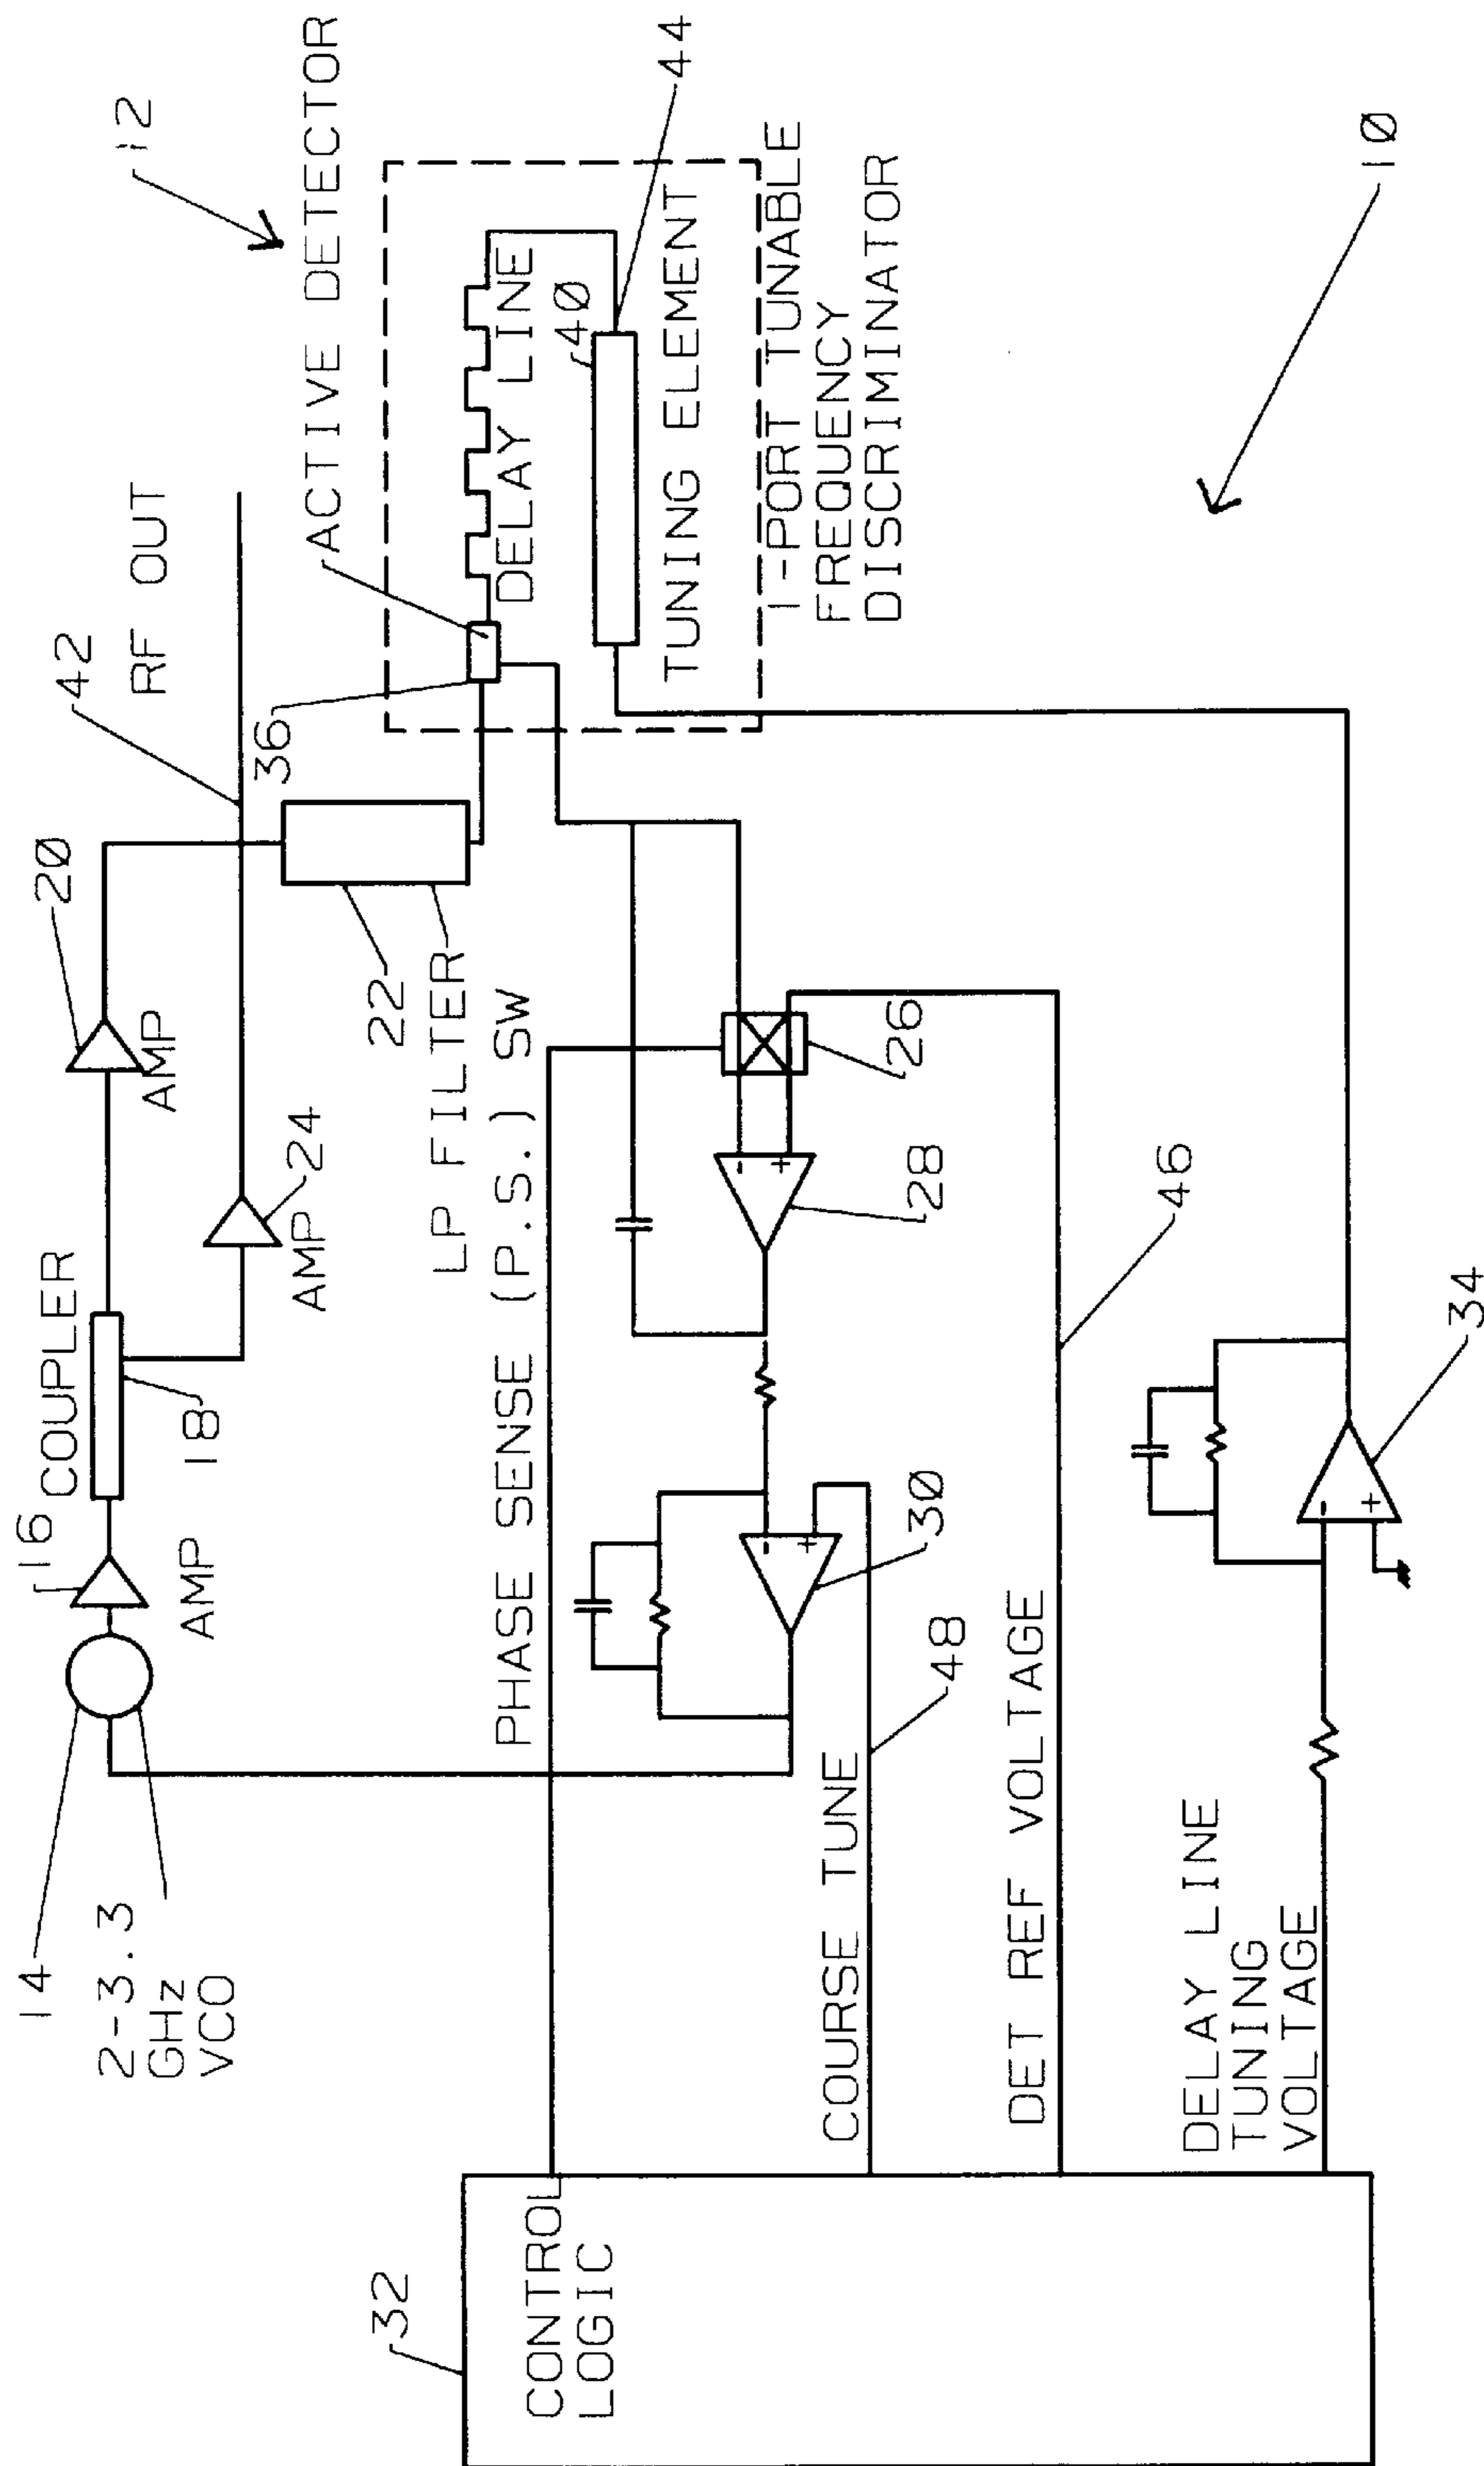 12
ACTIVE DETECTOR
44
42
RF OUT
36
DELAY LINE
40
TUNING ELEMENT
1-PORT TUNABLE
FREQUENCY
DISCRIMINATOR
10
20
AMP
22
LP FILTER
PHASE SENSE (P.S.) SW
26
24
AMP
28
46
16
COUPLER
18
AMP
30
34
14
2-3.3
GHz
VCO
48
COURSE TUNE
DET REF VOLTAGE
DELAY LINE
TUNING
VOLTAGE
32
CONTROL
LOGIC
-
+
-
+
-
+